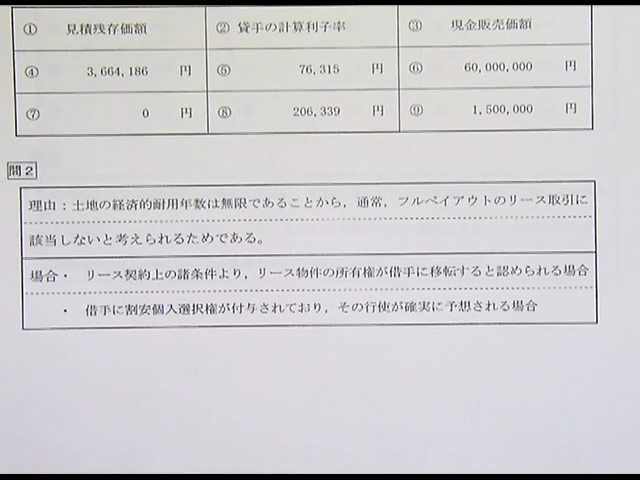 ① 見積残存価額 ② 貸手の計算利子率 ③ 現金販売価額
④ 3,664,186 円 ⑤ 76,315 円 ⑥ 60,000,000 円
⑦ 0 円 ⑧ 206,339 円 ⑨ 1,500,000 円
問2
理由：土地の経済的耐用年数は無限であることから，通常，フルペイアウトのリース取引に
該当しないと考えられるためである。
場合・ リース契約上の諸条件より，リース物件の所有権が借手に移転すると認められる場合
・ 借手に割安購入選択権が付与されており，その行使が確実に予想される場合